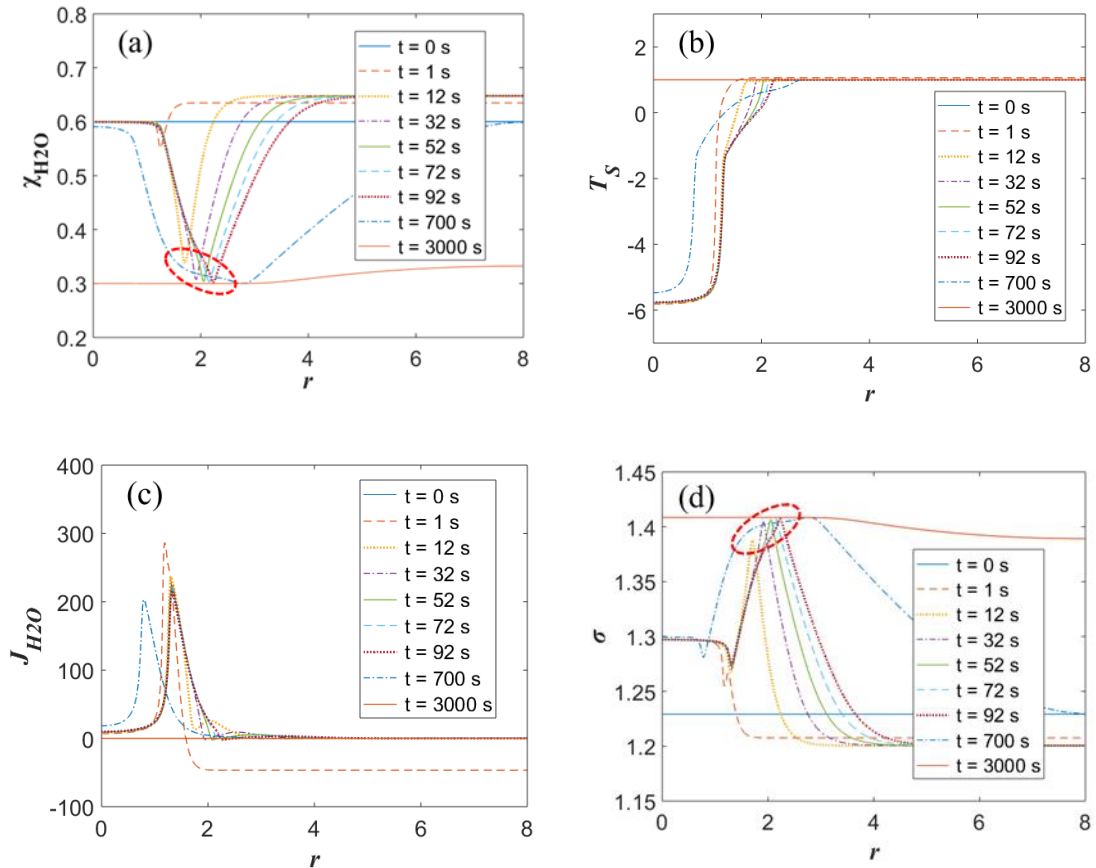 (a)
χH2O
0.8
0.7
0.6
0.5
0.4
0.3
0.2
0 2 4 6 8
r
t = 0 s
t = 1 s
t = 12 s
t = 32 s
t = 52 s
t = 72 s
t = 92 s
t = 700 s
t = 3000 s
(b)
TS
2
0
-2
-4
-6
0 2 4 6 8
r
t = 0 s
t = 1 s
t = 12 s
t = 32 s
t = 52 s
t = 72 s
t = 92 s
t = 700 s
t = 3000 s
(c)
JH2O
400
300
200
100
0
-100
0 2 4 6 8
r
t = 0 s
t = 1 s
t = 12 s
t = 32 s
t = 52 s
t = 72 s
t = 92 s
t = 700 s
t = 3000 s
(d)
σ
1.45
1.4
1.35
1.3
1.25
1.2
1.15
0 2 4 6 8
r
t = 0 s
t = 1 s
t = 12 s
t = 32 s
t = 52 s
t = 72 s
t = 92 s
t = 700 s
t = 3000 s